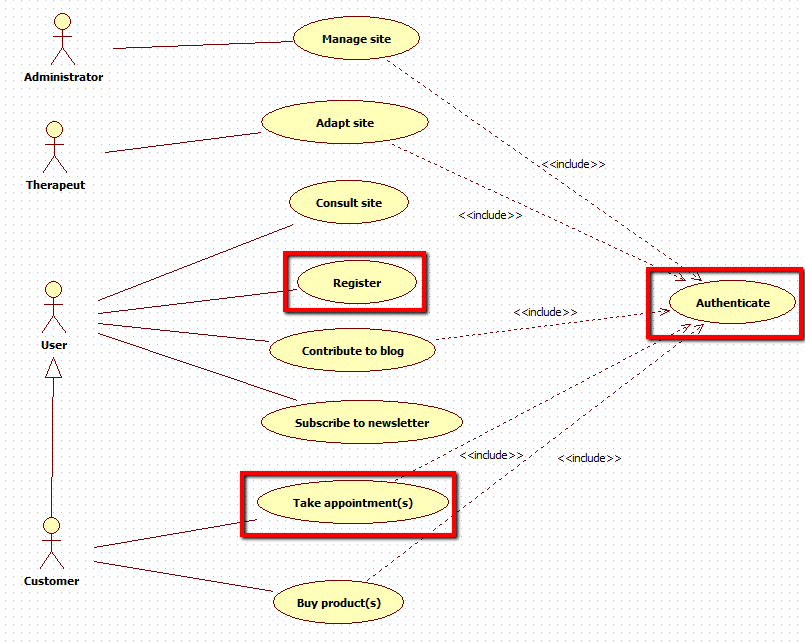 Manage site
Administrator
Adapt site
<<include>>
Therapeut
Consult site
<<include>>
Register
Authenticate
<<include>>
User
Contribute to blog
Subscribe to newsletter
<<include>>
<<include>>
Take appointment(s)
Customer
Buy product(s)